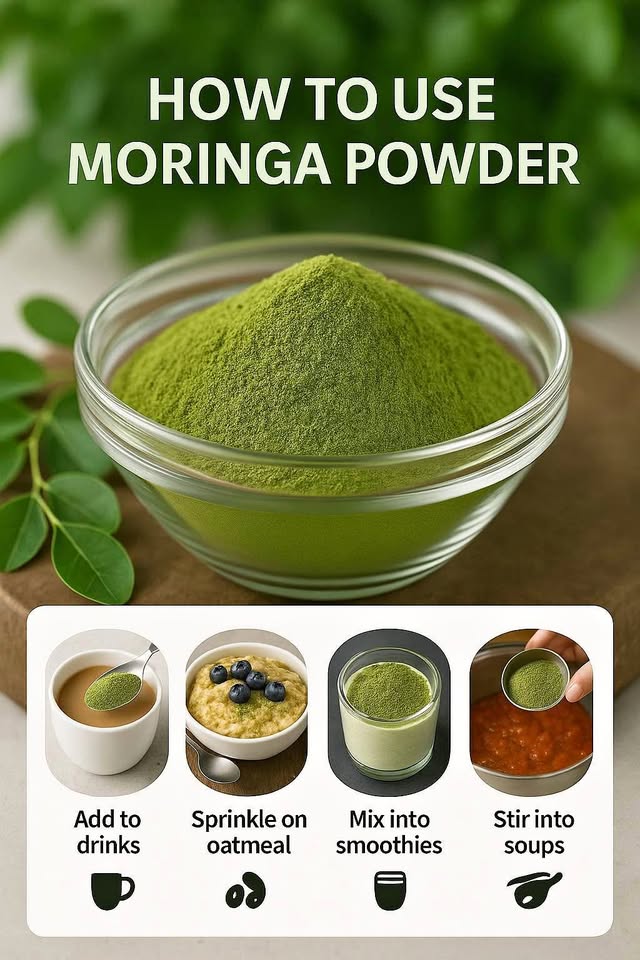 HOW TO USE
MORINGA POWDER
Add to
drinks
Sprinkle on
oatmeal
Mix into
smoothies
Stir into
soups